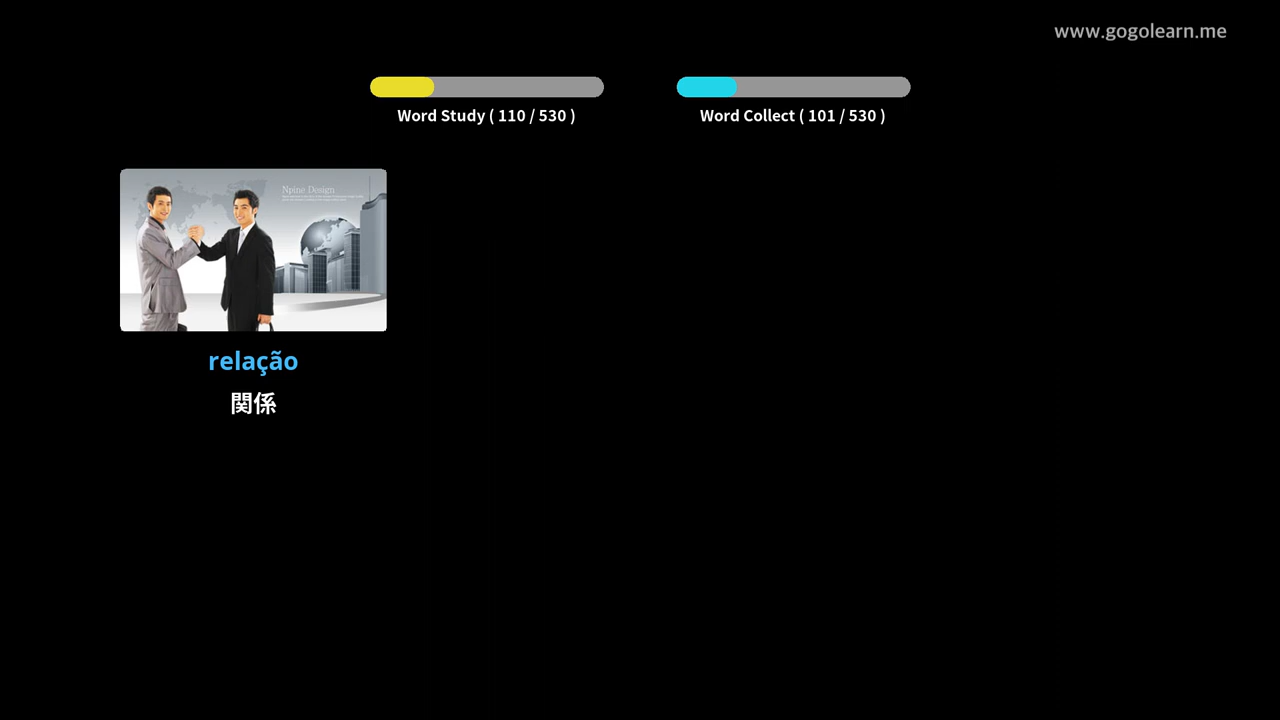 www.gogolearn.me
Word Study ( 110 / 530 )
Word Collect ( 101 / 530 )
Npine Design
relação
関係